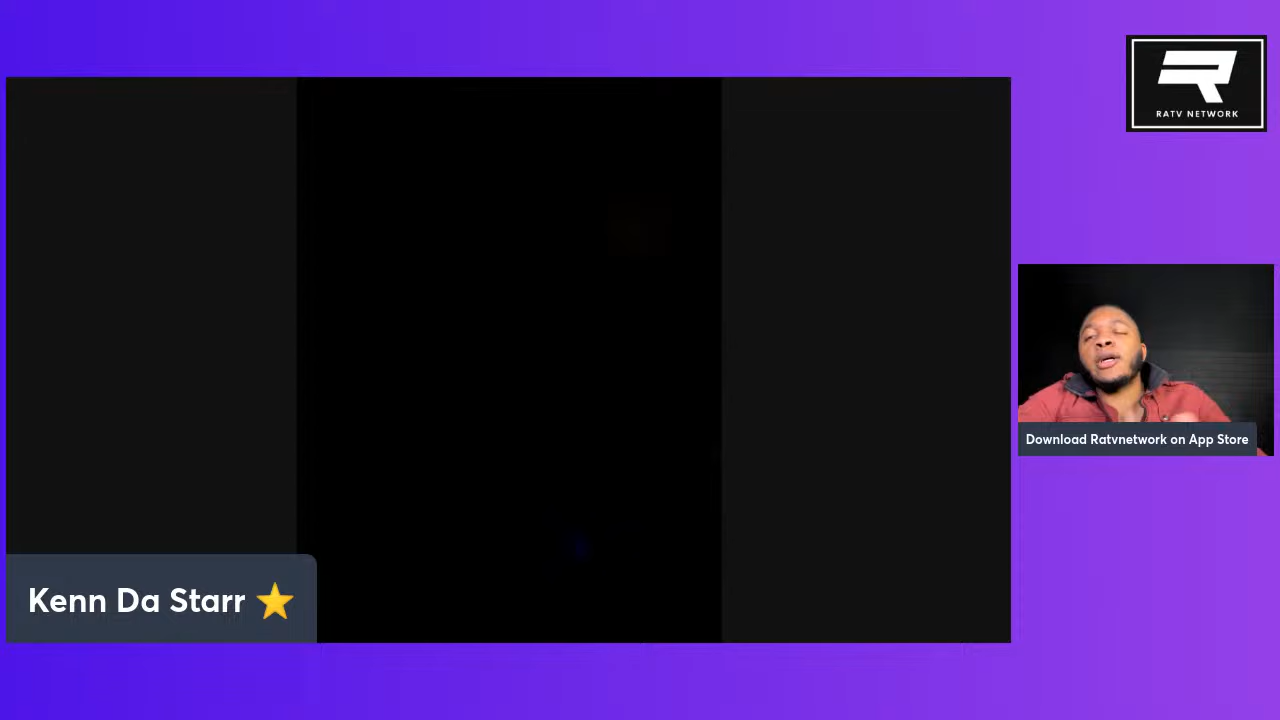 RATV NETWORK
Download Ratvnetwork on App Store
Kenn Da Starr ⭐